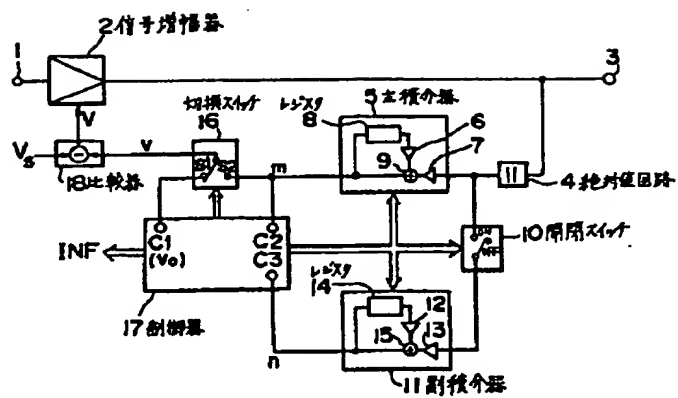 2信号増幅器
1
3
V
切換スイッチ
16
レジスタ
8
5主積分器
6
7
9
Vs
18比較器
v
S1
S2
m
4絶対値回路
INF
C1
(Vo)
C2
C3
ON
OFF
10開閉スイッチ
17制御器
レジスタ
14
12
15
13
n
11副積分器